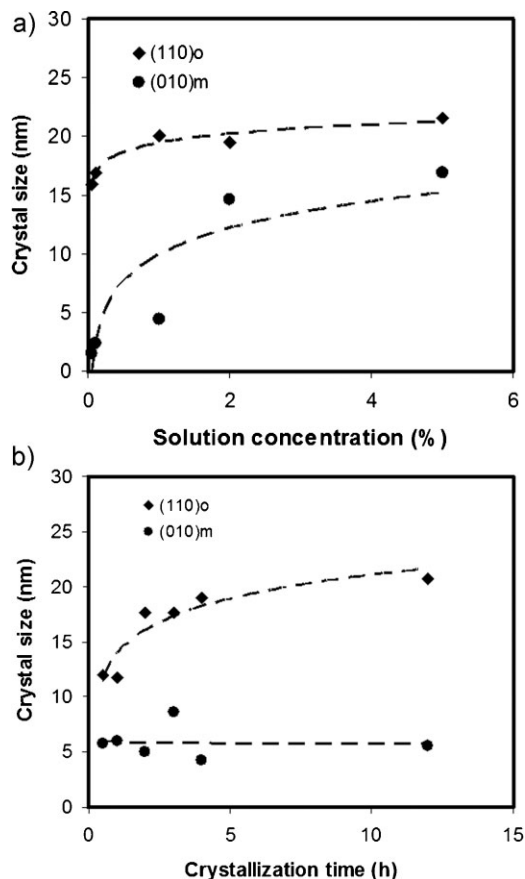 a)
30
25
20
15
10
5
0
Crystal size (nm)
(110)o
(010)m
0 2 4 6
Solution concentration (%)
b)
30
25
20
15
10
5
0
Crystal size (nm)
(110)o
(010)m
0 5 10 15
Crystallization time (h)